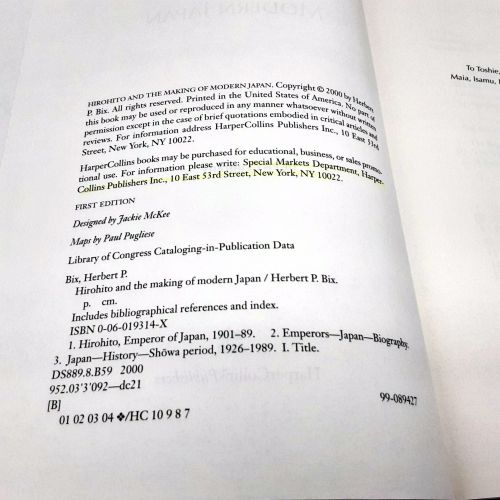 HIROHITO AND THE MAKING OF MODERN JAPAN. Copyright © 2000 by Herbert
P. Bix. All rights reserved. Printed in the United States of America. No part of
this book may be used or reproduced in any manner whatsoever without written
permission except in the case of brief quotations embodied in critical articles and
reviews. For information address HarperCollins Publishers Inc., 10 East 53rd
Street, New York, NY 10022.
HarperCollins books may be purchased for educational, business, or sales promo-
tional use. For information please write: Special Markets Department, Harper-
Collins Publishers Inc., 10 East 53rd Street, New York, NY 10022.
FIRST EDITION
Designed by Jackie McKee
Maps by Paul Pugliese
Library of Congress Cataloging-in-Publication Data
Bix, Herbert P.
Hirohito and the making of modern Japan / Herbert P. Bix.
p. cm.
Includes bibliographical references and index.
ISBN 0-06-019314-X
1. Hirohito, Emperor of Japan, 1901–89. 2. Emperors—Japan—Biography.
3. Japan—History—Shōwa period, 1926–1989. I. Title.
DS889.8.B59 2000
952.03'3'092—dc21
[B]
99-089427
01 02 03 04 ❖/HC 10 9 8 7
To Toshie,
Maia, Isamu,